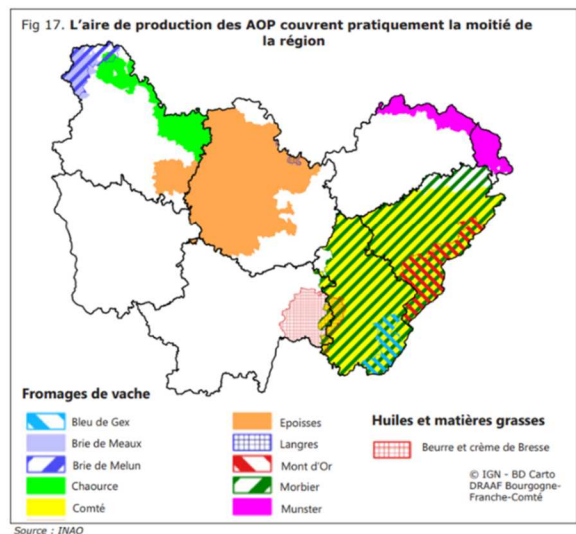 Fig 17. L'aire de production des AOP couvrent pratiquement la moitié de
la région
Fromages de vache
Bleu de Gex
Brie de Meaux
Brie de Melun
Chaource
Comté
Epoisses
Langres
Mont d'Or
Morbier
Munster
Huiles et matières grasses
Beurre et crème de Bresse
© IGN - BD Carto
DRAAF Bourgogne-
Franche-Comté
Source : INAO